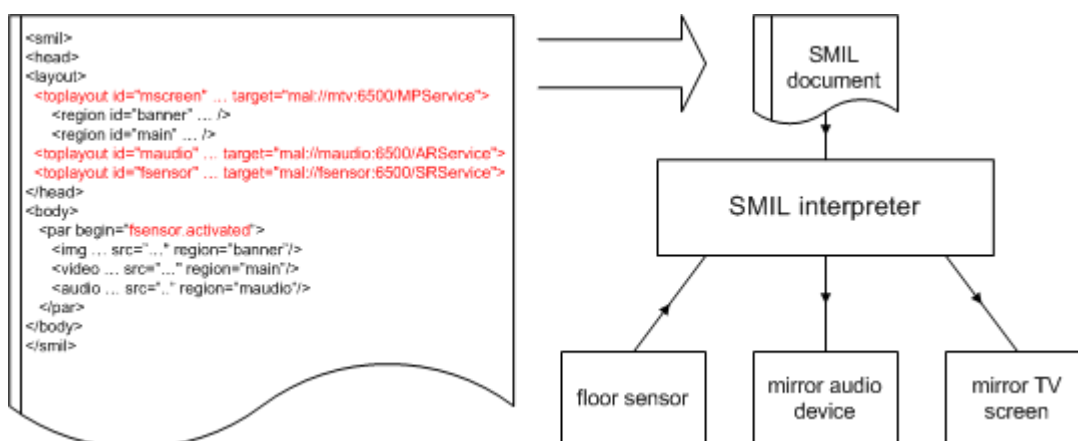 <smil>
<head>
<layout>
<toplayout id="mscreen" ... target="mal://mtv:6500/MPService">
<region id="banner" ... />
<region id="main" ... />
<toplayout id="maudio" ... target="mal://maudio:6500/ARService">
<toplayout id="fsensor" ... target="mal://fsensor:6500/SRService">
</head>
<body>
<par begin="fsensor.activated">
<img ... src="..." region="banner"/>
<video ... src="..." region="main"/>
<audio ... src=".." region="maudio"/>
</par>
</body>
</smil>
SMIL
document
SMIL interpreter
floor sensor
mirror audio
device
mirror TV
screen